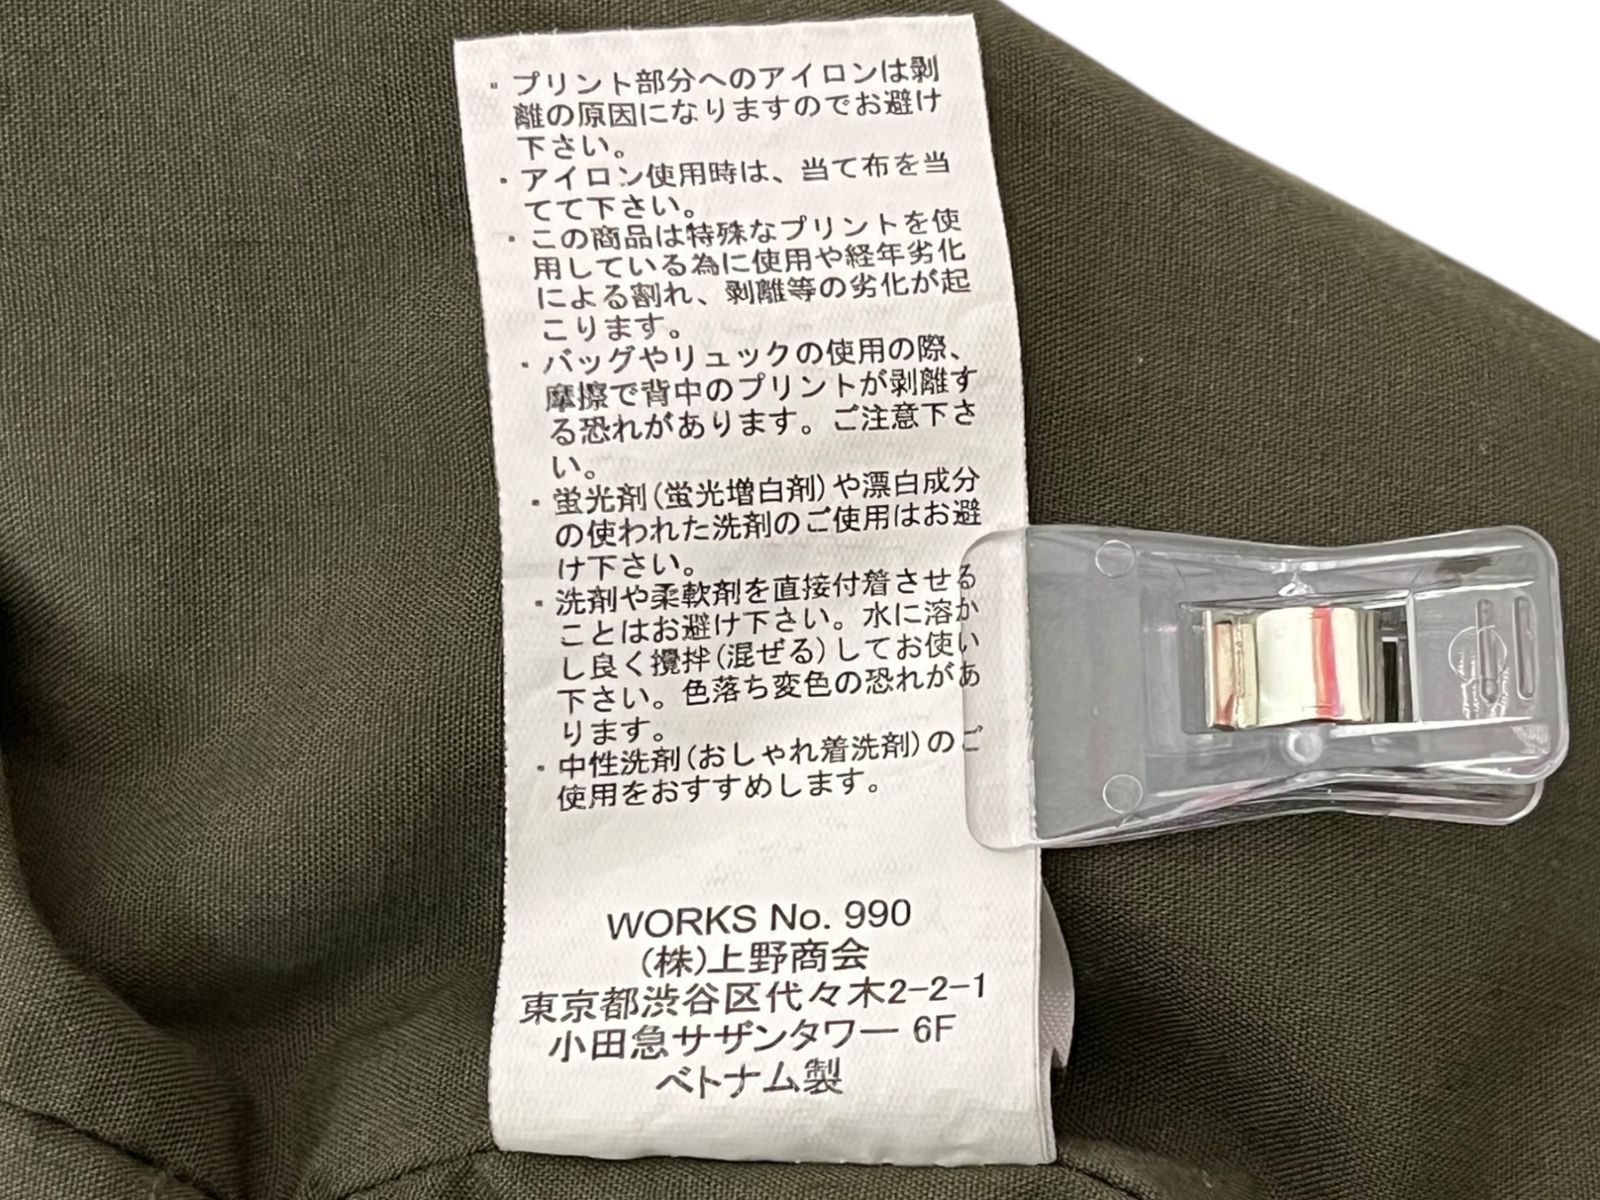 ・プリント部分へのアイロンは剥
離の原因になりますのでお避け
下さい。
・アイロン使用時は、当て布を当
てて下さい。
・この商品は特殊なプリントを使
用している為に使用や経年劣化
による割れ、剥離等の劣化が起
こります。
・バッグやリュックの使用の際、
摩擦で背中のプリントが剥離す
る恐れがあります。ご注意下さ
い。
・蛍光剤(蛍光増白剤)や漂白成分
の使われた洗剤のご使用はお避
け下さい。
・洗剤や柔軟剤を直接付着させる
ことはお避け下さい。水に溶か
し良く攪拌(混ぜる)してお使い
下さい。色落ち変色の恐れがあ
ります。
・中性洗剤(おしゃれ着洗剤)のご
使用をおすすめします。
WORKS No. 990
(株)上野商会
東京都渋谷区代々木2-2-1
小田急サザンタワー 6F
ベトナム製